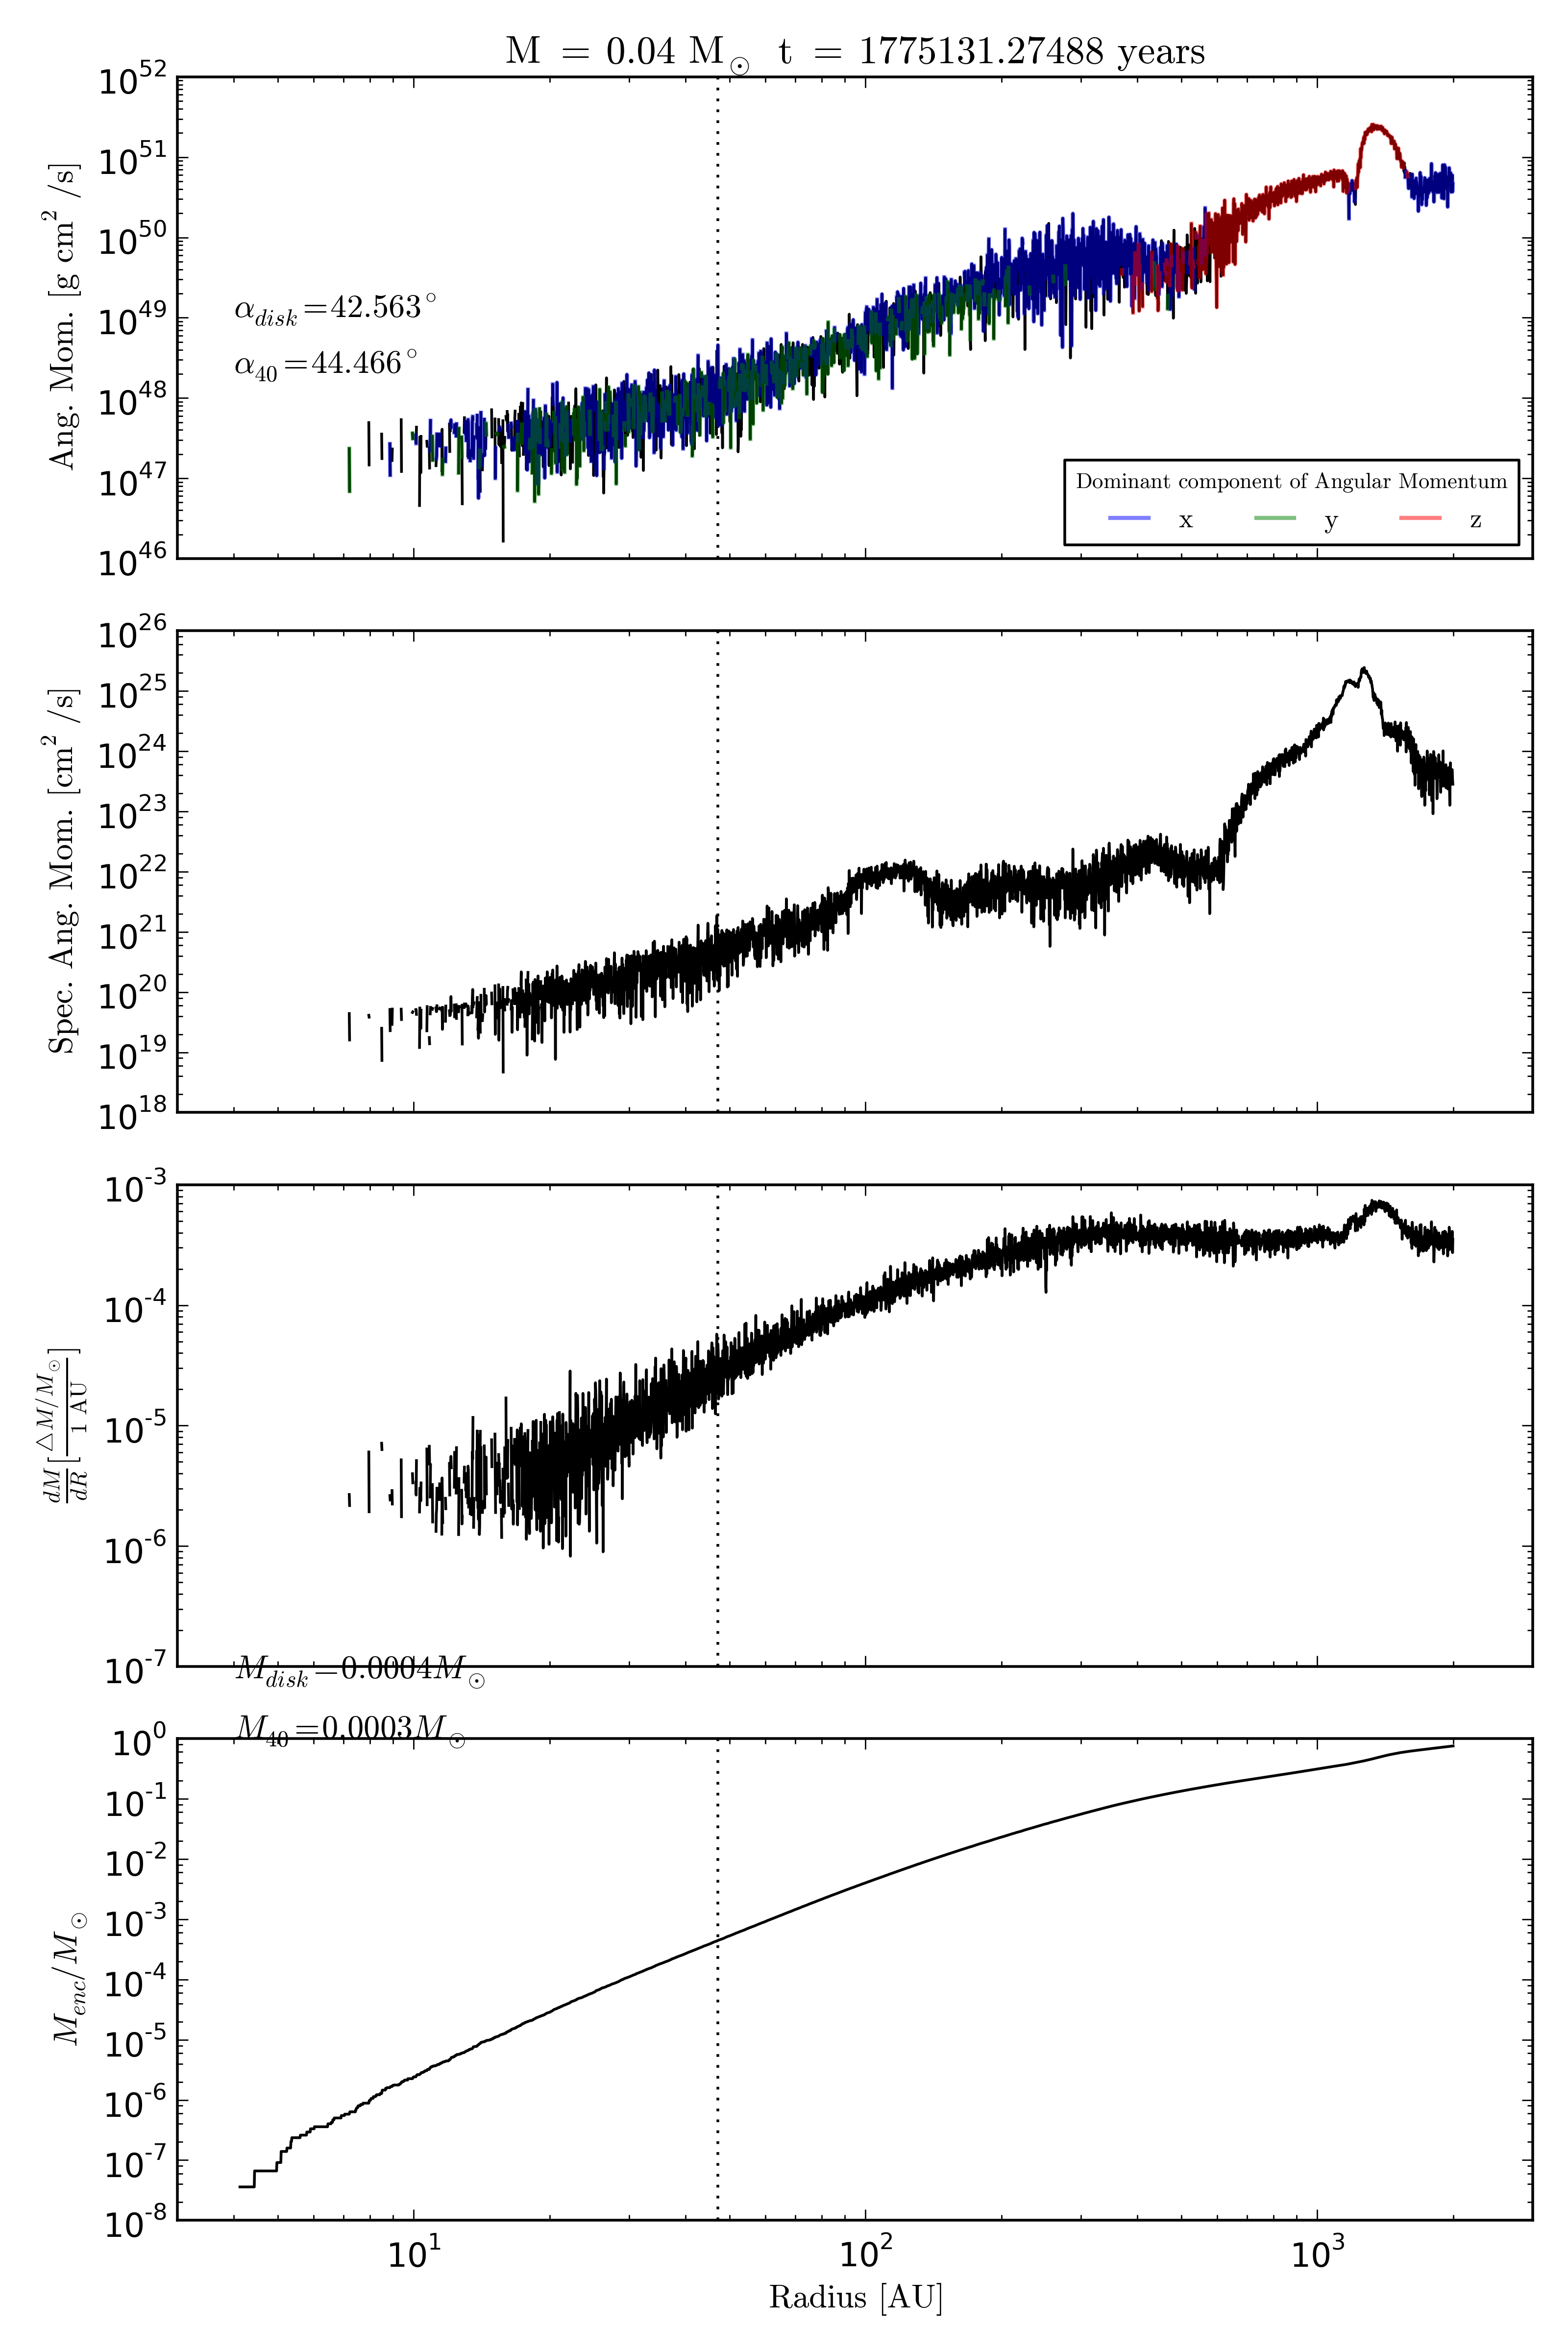 M = 0.04 M⊙ t = 1775131.27488 years
10^52
10^51
10^50
10^49
10^48
10^47
10^46
Ang. Mom. [g cm^2 /s]
α_disk=42.563°
α_40=44.466°
Dominant component of Angular Momentum
x y z
10^26
10^25
10^24
10^23
10^22
10^21
10^20
10^19
10^18
Spec. Ang. Mom. [cm^2 /s]
10^-3
10^-4
10^-5
10^-6
10^-7
dM/dR [△M/M⊙ / 1 AU]
M_disk=0.0004M⊙
M_40=0.0003M⊙
10^0
10^-1
10^-2
10^-3
10^-4
10^-5
10^-6
10^-7
10^-8
M_enc/M⊙
10^1 10^2 10^3
Radius [AU]